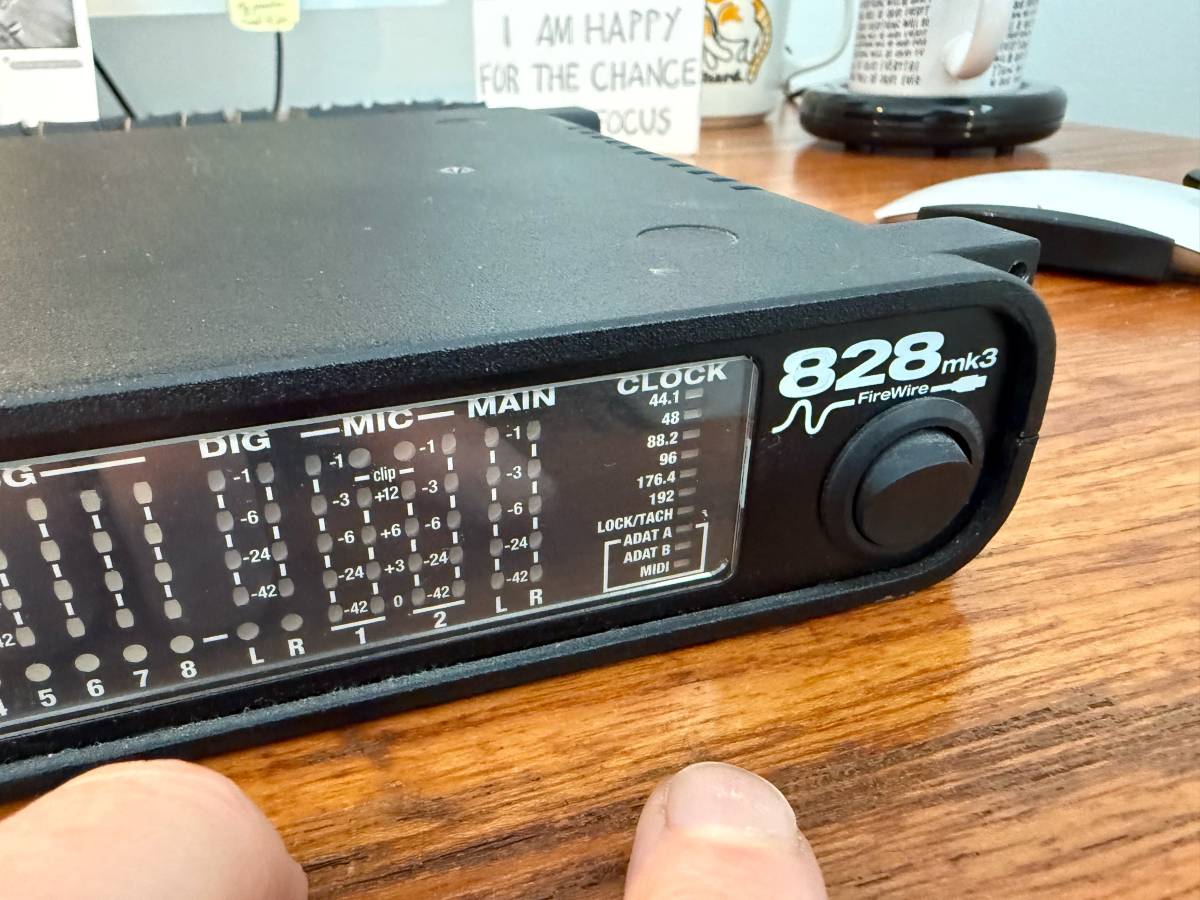 I AM HAPPY
FOR THE CHANCE
FOCUS
828mk3
FireWire
CLOCK
44.1
48
88.2
96
176.4
192
LOCK/TACH
ADAT A
ADAT B
MIDI
MAIN
-1
-3
-6
-24
-42
L R
MIC
-1 -1
clip
-3 +12 -3
-6 +6 -6
-24 +3 -24
-42 0 -42
1 2
DIG
-1
-6
-24
-42
L R
G
42
4 5 6 7 8